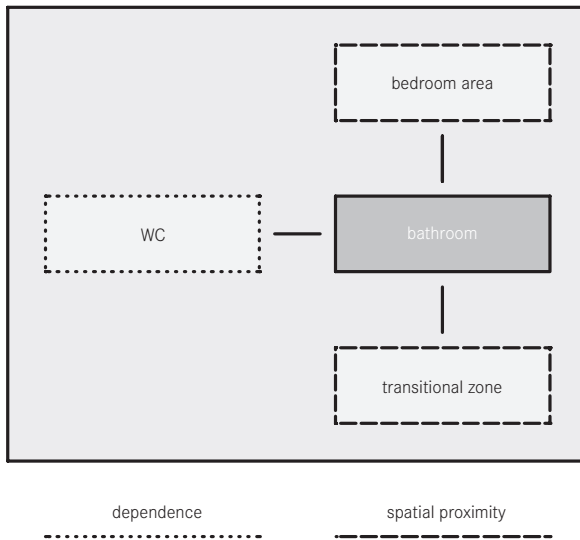 bedroom area
WC
bathroom
transitional zone
dependence
spatial proximity